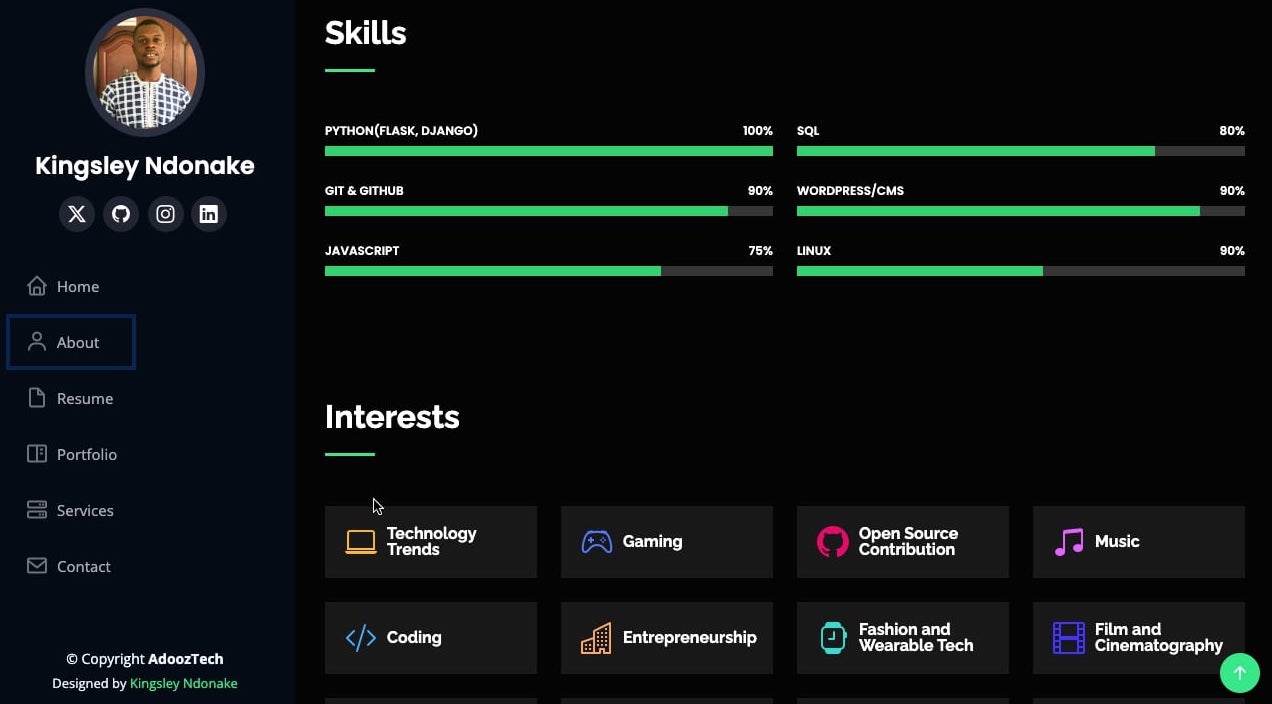 Kingsley Ndonake
Home
About
Resume
Portfolio
Services
Contact
© Copyright AdoozTech
Designed by Kingsley Ndonake
Skills
PYTHON(FLASK, DJANGO) 100%
SQL 80%
GIT & GITHUB 90%
WORDPRESS/CMS 90%
JAVASCRIPT 75%
LINUX 90%
Interests
Technology
Trends
Gaming
Open Source
Contribution
Music
Coding
Entrepreneurship
Fashion and
Wearable Tech
Film and
Cinematography